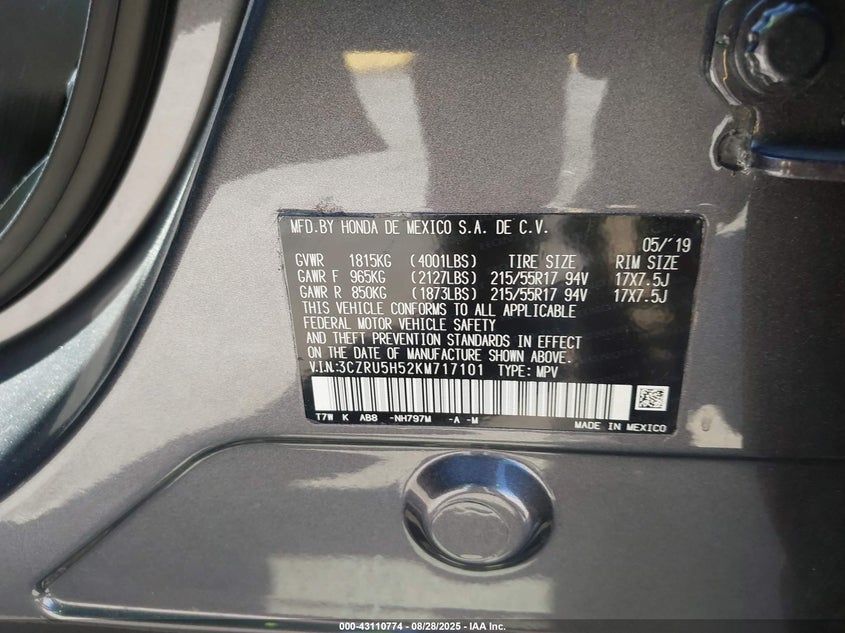 MFD.BY HONDA DE MEXICO S.A. DE C.V.
05/'19
GVWR 1815KG (4001LBS) TIRE SIZE RIM SIZE
GAWR F 965KG (2127LBS) 215/55R17 94V 17X7.5J
GAWR R 850KG (1873LBS) 215/55R17 94V 17X7.5J
THIS VEHICLE CONFORMS TO ALL APPLICABLE
FEDERAL MOTOR VEHICLE SAFETY
AND THEFT PREVENTION STANDARDS IN EFFECT
ON THE DATE OF MANUFACTURE SHOWN ABOVE.
V.I.N:3CZRU5H52KM717101 TYPE: MPV
T7W K AB8 -NH797M -A -M
MADE IN MEXICO
000-43110774 - 08/28/2025 - IAA Inc.